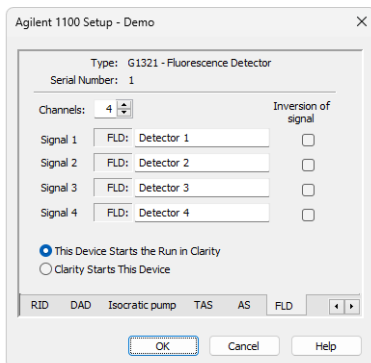 Agilent 1100 Setup - Demo
Type: G1321 - Fluorescence Detector
Serial Number: 1
Channels: 4
Inversion of
signal
Signal 1 FLD: Detector 1
Signal 2 FLD: Detector 2
Signal 3 FLD: Detector 3
Signal 4 FLD: Detector 4
This Device Starts the Run in Clarity
Clarity Starts This Device
RID DAD Isocratic pump TAS AS FLD
OK Cancel Help